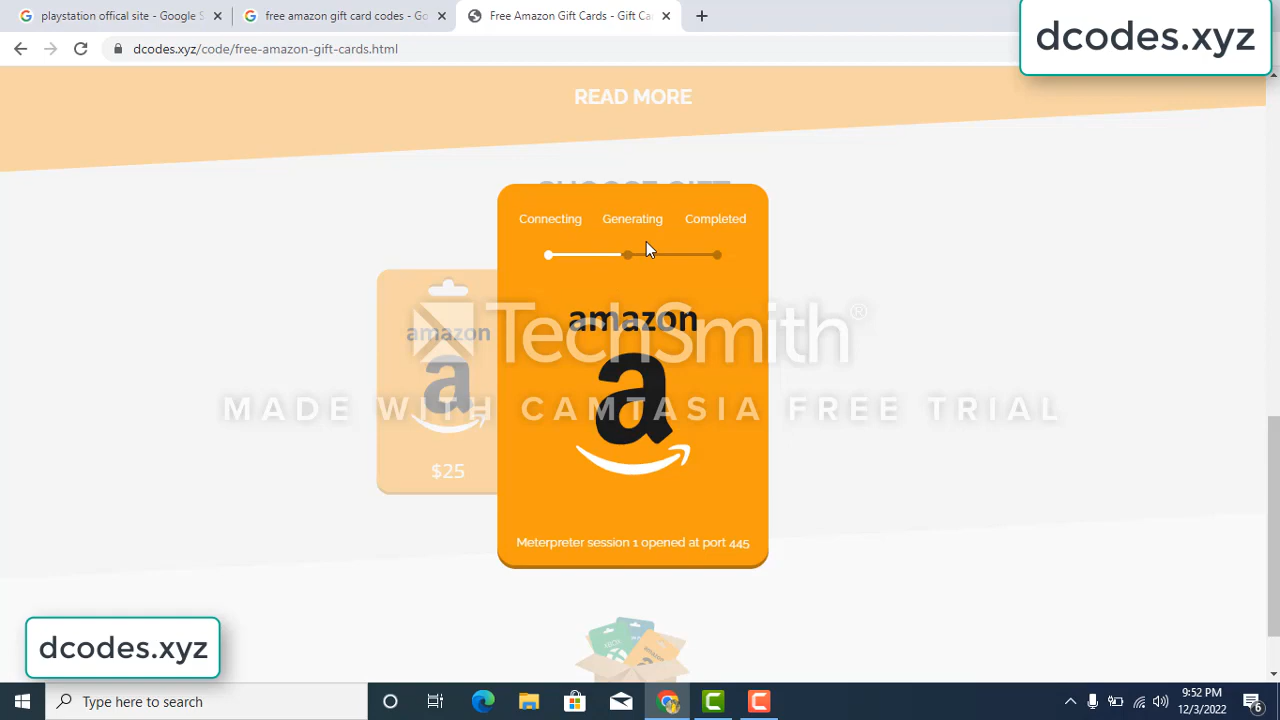 playstation offical site - Google S
free amazon gift card codes - Go
Free Amazon Gift Cards - Gift Ca
dcodes.xyz/code/free-amazon-gift-cards.html
dcodes.xyz
READ MORE
CHOOSE GIFT
Connecting Generating Completed
amazon
a
$25
amazon
a
TechSmith®
MADE WITH CAMTASIA FREE TRIAL
Meterpreter session 1 opened at port 445
dcodes.xyz
Type here to search
9:52 PM
12/3/2022
6